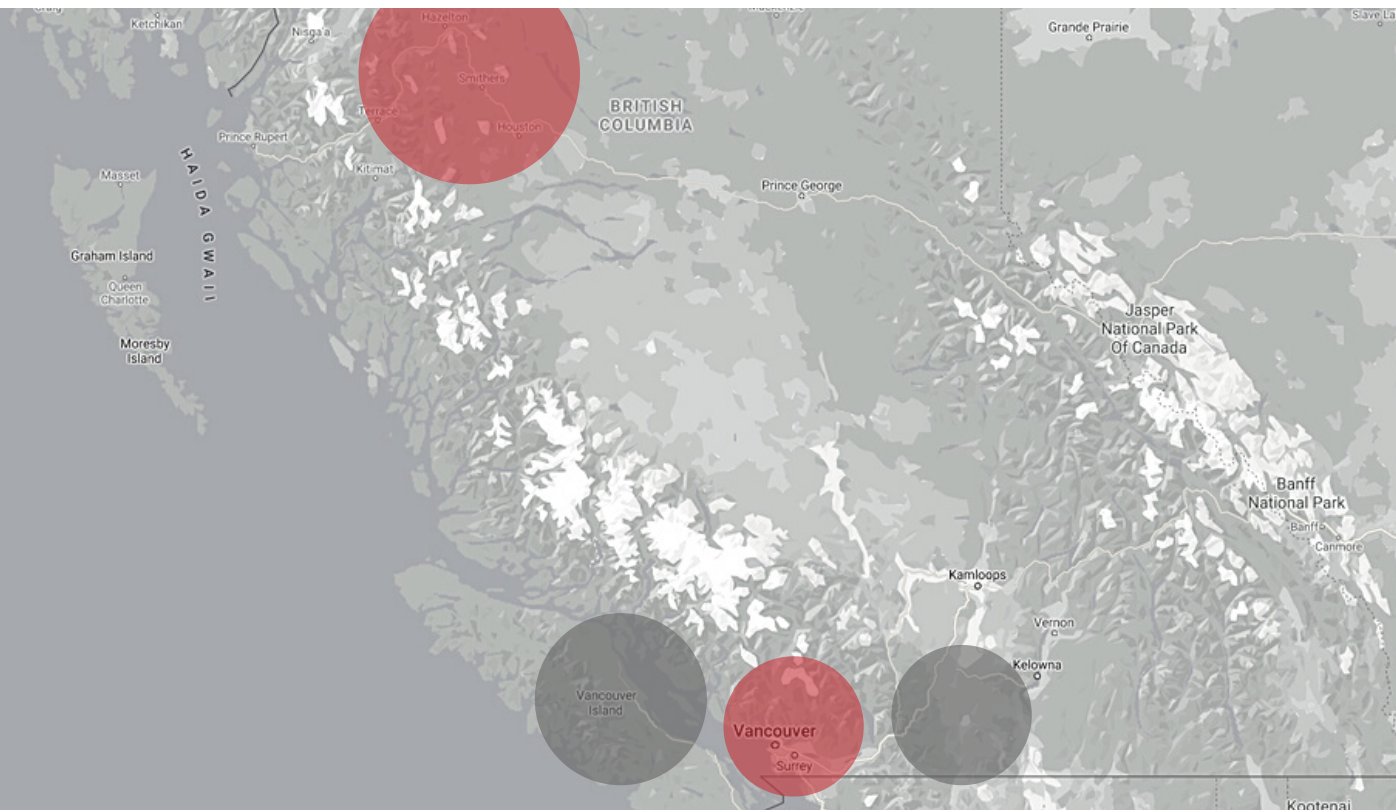 Ketchikan
Nisga'a
Hazelton
Grande Prairie
Smithers
BRITISH
COLUMBIA
Terrace
Houston
Prince Rupert
HAIDA GWAII
Kitimat
Masset
Prince George
Graham Island
Queen
Charlotte
Jasper
National Park
Of Canada
Moresby
Island
Banff
National Park
Banff
Canmore
Kamloops
Vernon
Kelowna
Vancouver
Island
Vancouver
Surrey
Kootenai